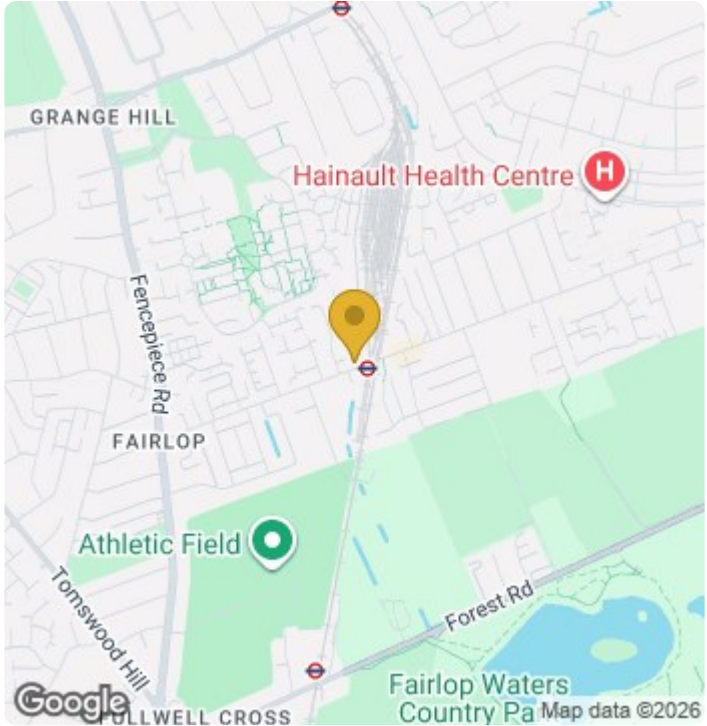 GRANGE HILL
Hainault Health Centre
H
Fencepiece Rd
FAIRLOP
Athletic Field
Tomswood Hill
Forest Rd
Fairlop Waters
Country Pa
Google
FULLWELL CROSS
Map data ©2026